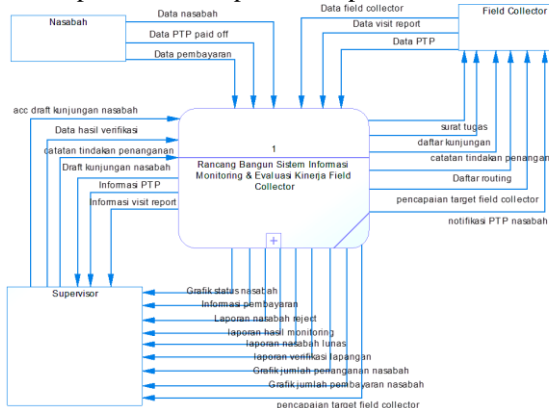 Nasabah
Data nasabah
Data PTP paid off
Data pembayaran
Data field collector
Data visit report
Data PTP
Field Collector
acc draft kunjungan nasabah
Data hasil verifikasi
catatan tindakan penanganan
Draft kunjungan nasabah
Informasi PTP
Informasi visit report
1
Rancang Bangun Sistem Informasi
Monitoring & Evaluasi Kinerja Field
Collector
surat tugas
daftar kunjungan
catatan tindakan penangan
Daftar routing
pencapaian target field collector
notifikasi PTP nasabah
Supervisor
Grafik status nasabah
Informasi pembayaran
Laporan nasabah reject
laporan hasil monitoring
laporan nasabah lunas
laporan verifikasi lapangan
Grafik jumlah penanganan nasabah
Grafik jumlah pembayaran nasabah
pencapaian target field collector